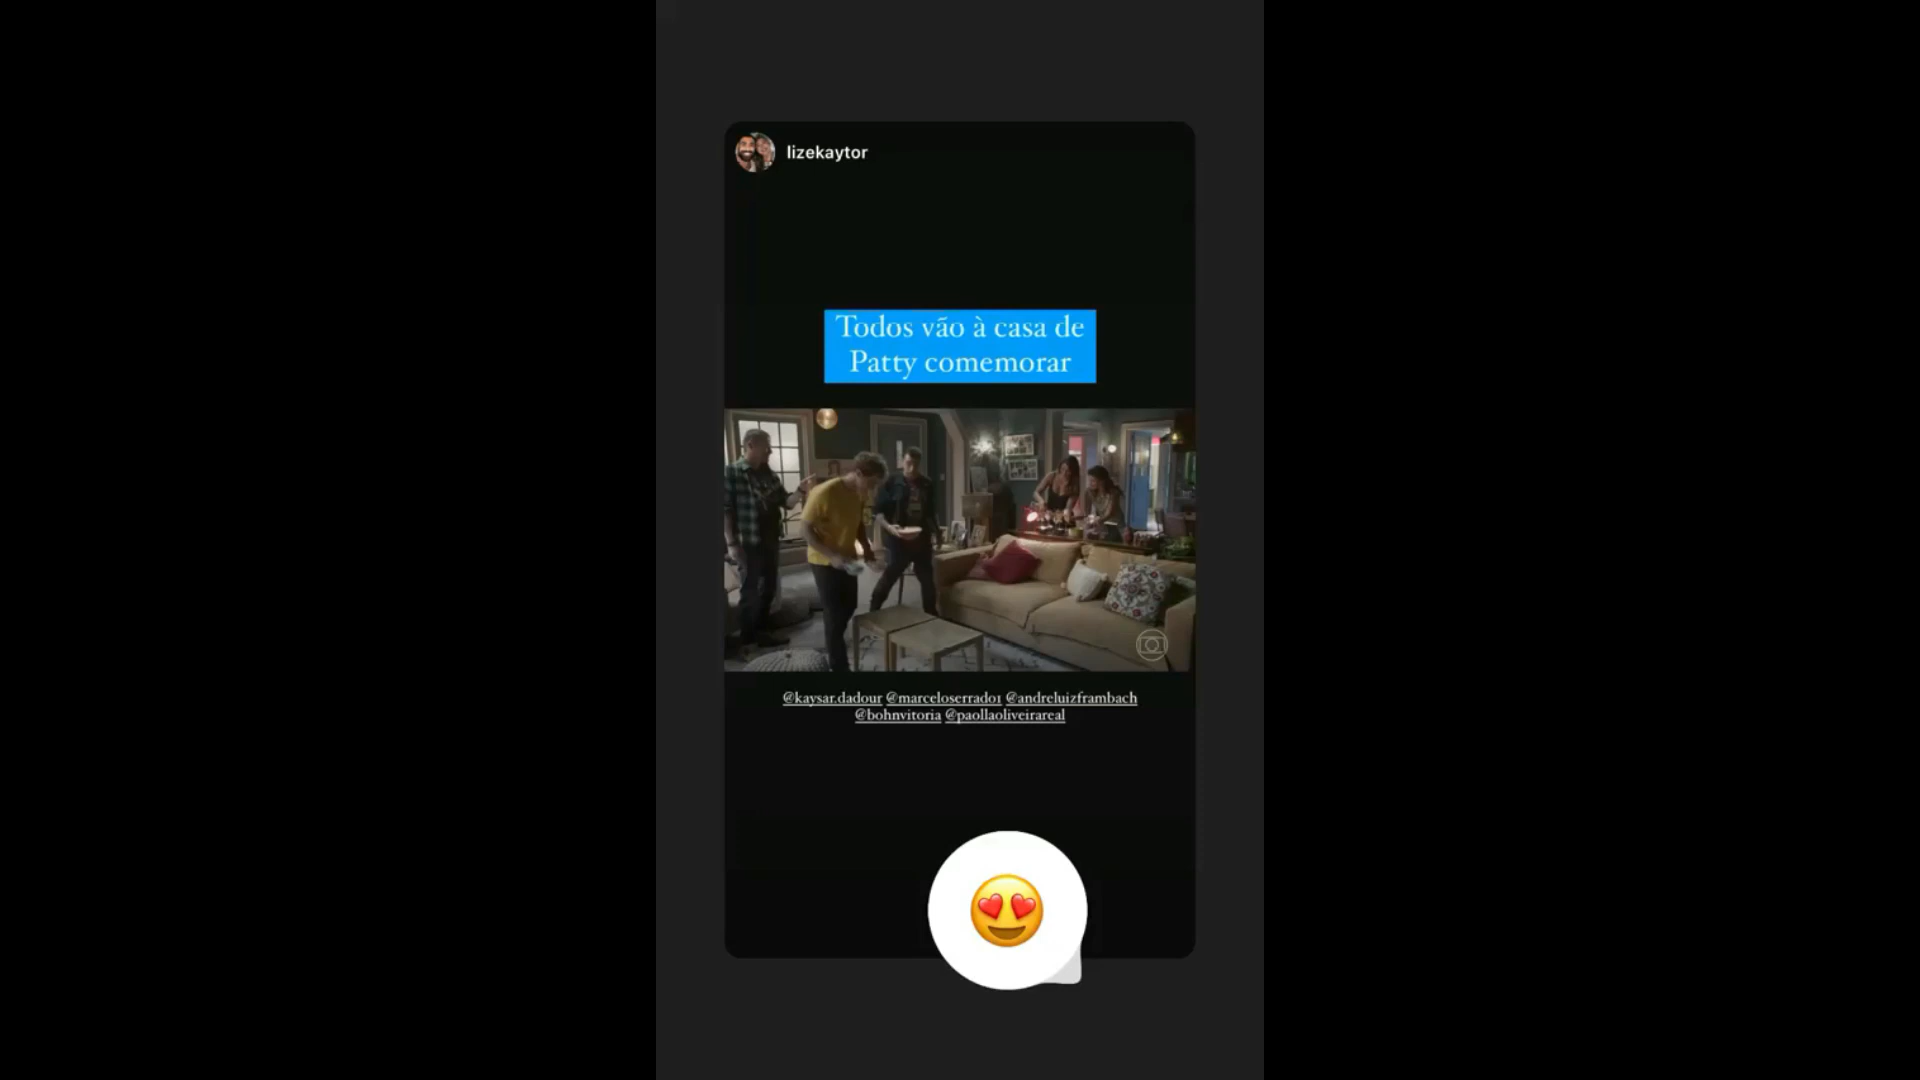 lizekaytor
Todos vão à casa de
Patty comemorar
@kaysar.dadour @marceloserrado1 @andreluizframbach
@bohnvitoria @paollaoliveirareal